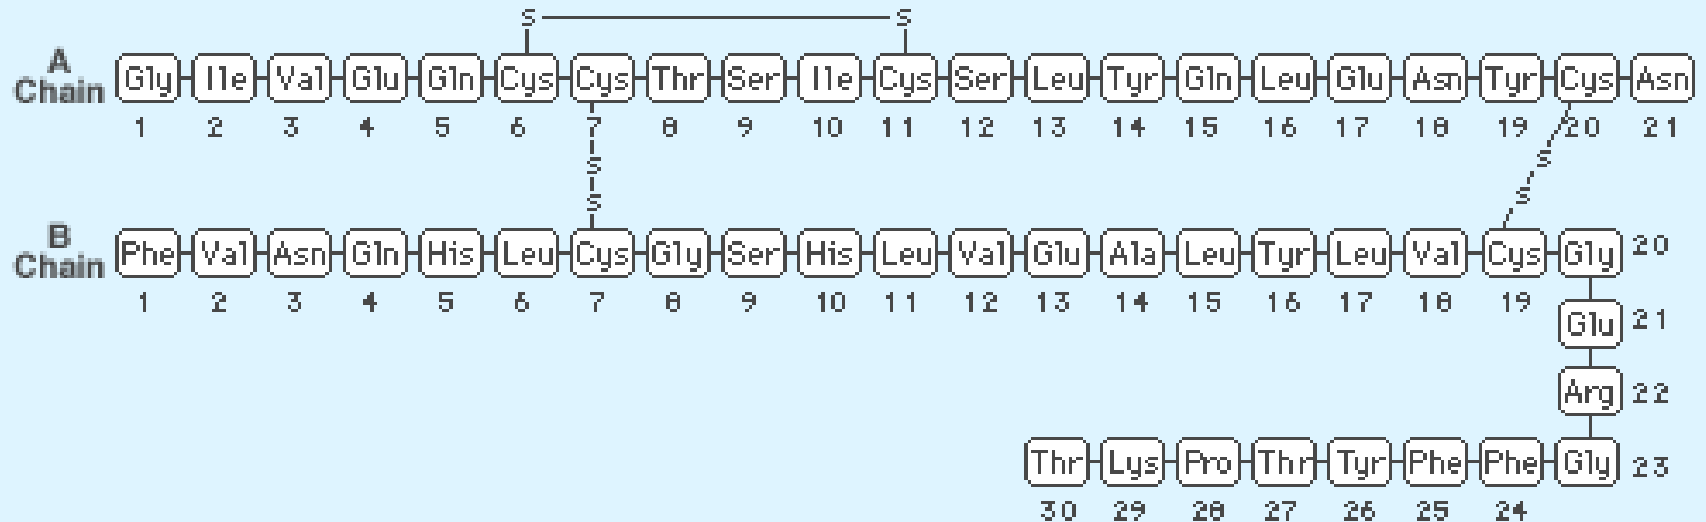 S S
A Chain Gly Ile Val Glu Gln Cys Cys Thr Ser Ile Cys Ser Leu Tyr Gln Leu Glu Asn Tyr Cys Asn
1 2 3 4 5 6 7 8 9 10 11 12 13 14 15 16 17 18 19 20 21
S S
S S
B Chain Phe Val Asn Gln His Leu Cys Gly Ser His Leu Val Glu Ala Leu Tyr Leu Val Cys Gly 20
1 2 3 4 5 6 7 8 9 10 11 12 13 14 15 16 17 18 19
Glu 21
Arg 22
Thr Lys Pro Thr Tyr Phe Phe Gly 23
30 29 28 27 26 25 24